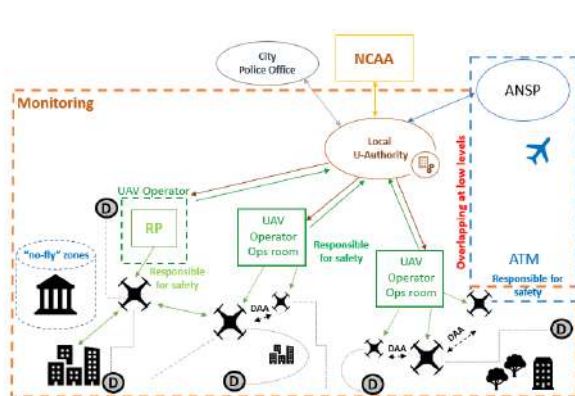 City
Police Office
NCAA
ANSP
Monitoring
Local
U-Authority
UAV Operator
RP
D
UAV
Operator
Ops room
Responsible
for safety
UAV
Operator
Ops room
Overlapping at low levels
ATM
Responsible for
safety
"no-fly" zones
Responsible
for safety
DAA
DAA
DAA
D
D
D
D